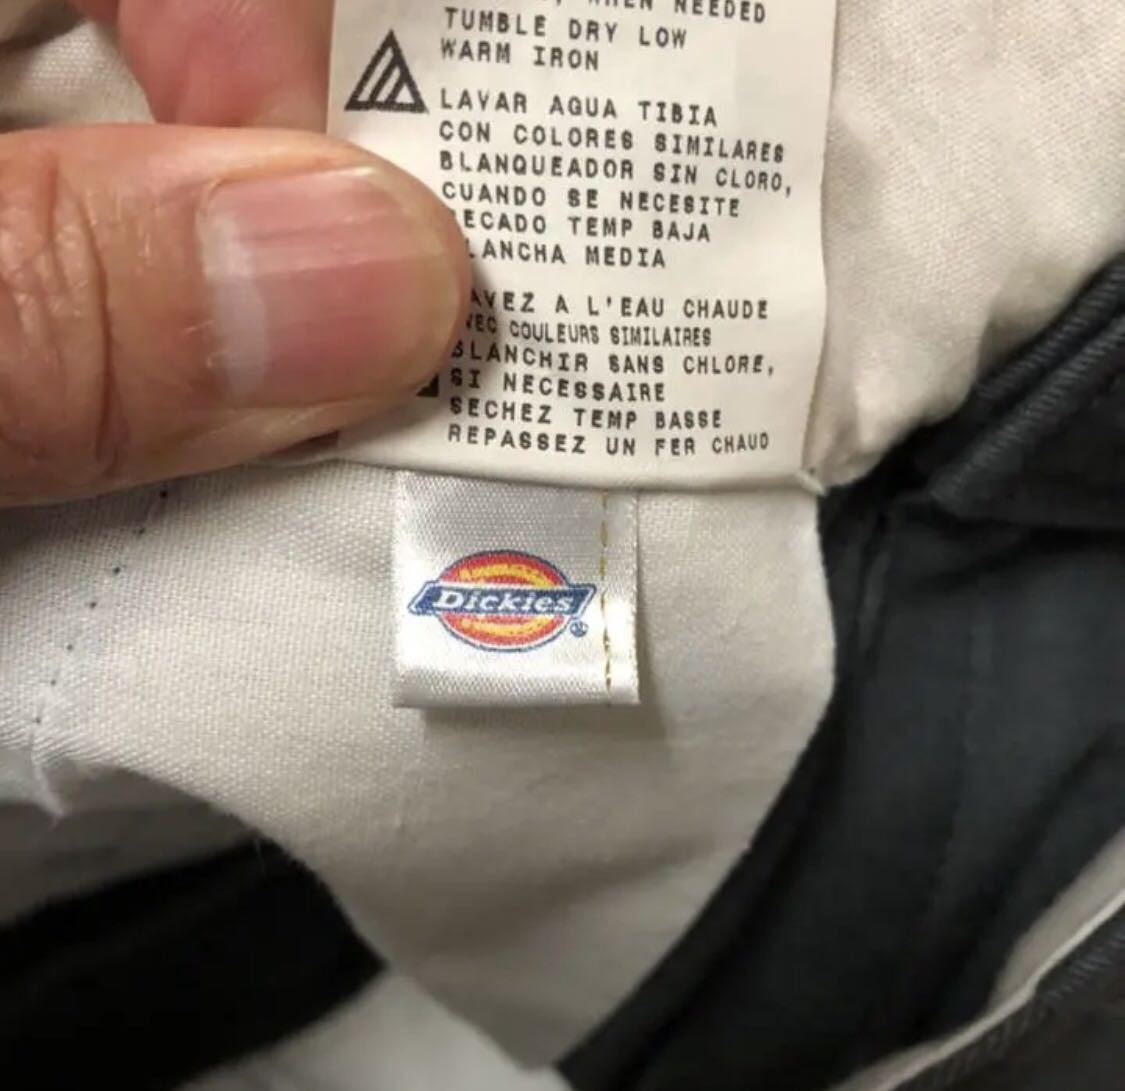 WHEN NEEDED
TUMBLE DRY LOW
WARM IRON
LAVAR AGUA TIBIA
CON COLORES SIMILARES
BLANQUEADOR SIN CLORO,
CUANDO SE NECESITE
ECADO TEMP BAJA
LANCHA MEDIA
AVEZ A L'EAU CHAUDE
VEC COULEURS SIMILAIRES
BLANCHIR SANS CHLORE,
SI NECESSAIRE
SECHEZ TEMP BASSE
REPASSEZ UN FER CHAUD
Dickies®